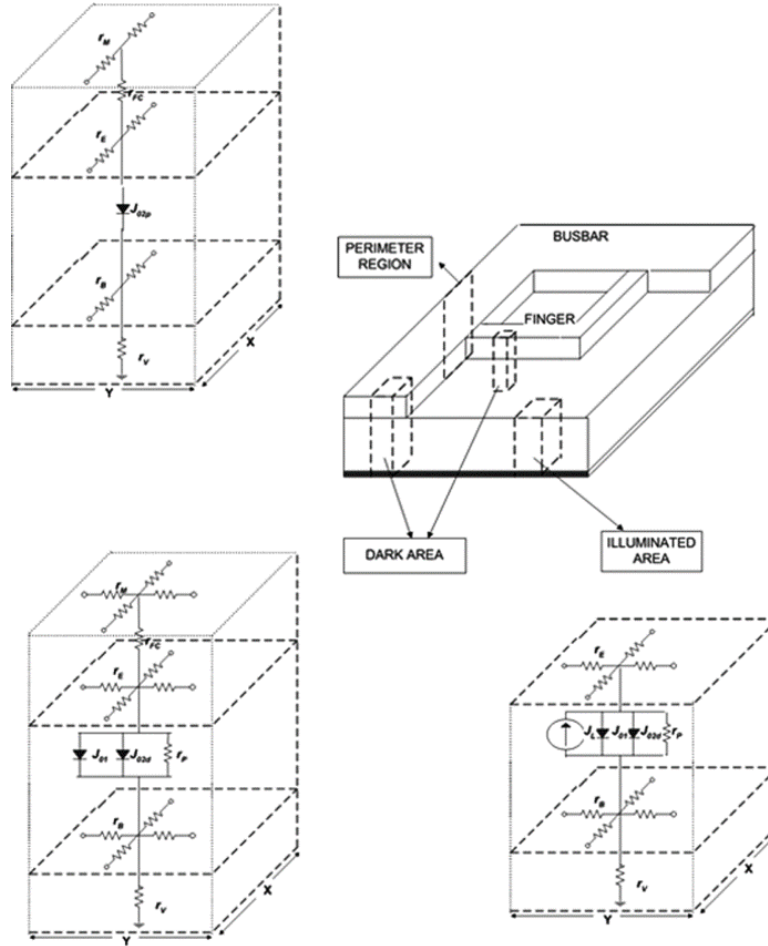 r_M
r_FC
r_E
J_02p
r_B
r_V
X
Y
PERIMETER
REGION
BUSBAR
FINGER
DARK AREA
ILLUMINATED
AREA
r_M
r_FC
r_E
J_01 J_02d r_P
r_B
r_V
X
Y
r_E
J_L J_01 J_02d r_P
r_B
r_V
X
Y